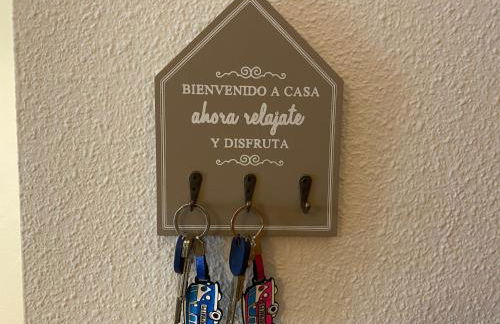 BIENVENIDO A CASA
ahora relajate
Y DISFRUTA